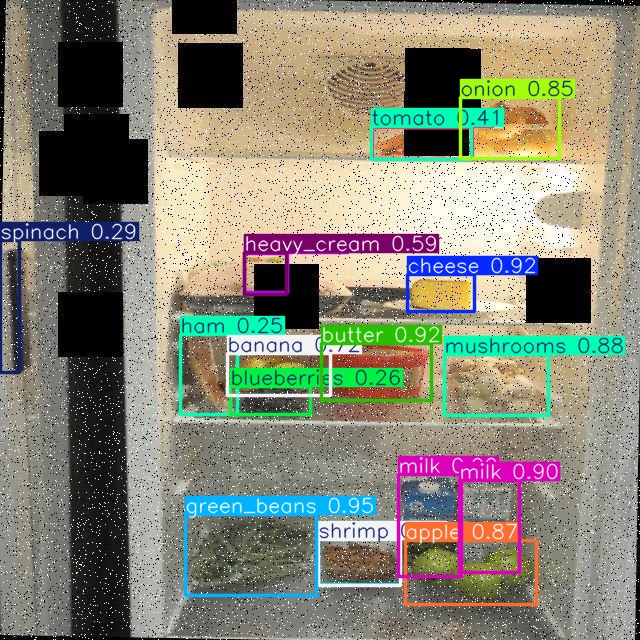 onion 0.85
tomato 0.41
spinach 0.29
heavy_cream 0.59
cheese 0.92
ham 0.25
butter 0.92
banana 0.72
mushrooms 0.88
blueberries 0.26
milk
milk 0.90
green_beans 0.95
shrimp
apple 0.87